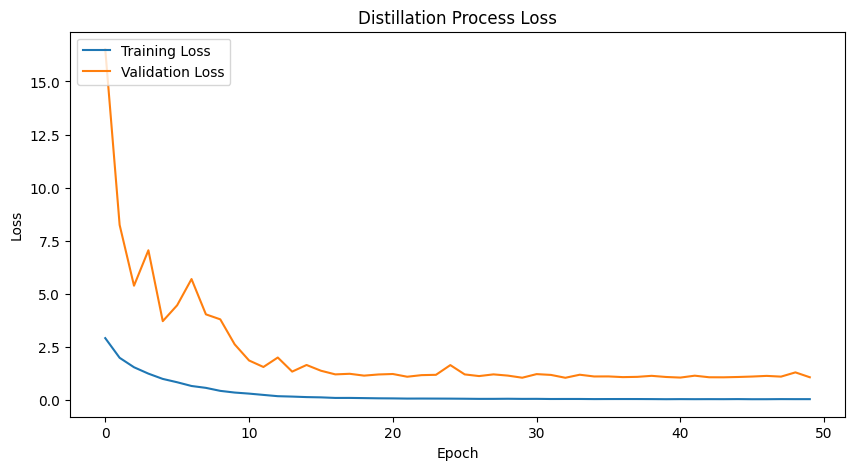 Distillation Process Loss
Training Loss
Validation Loss
15.0
12.5
10.0
7.5
5.0
2.5
0.0
Loss
0
10
20
30
40
50
Epoch